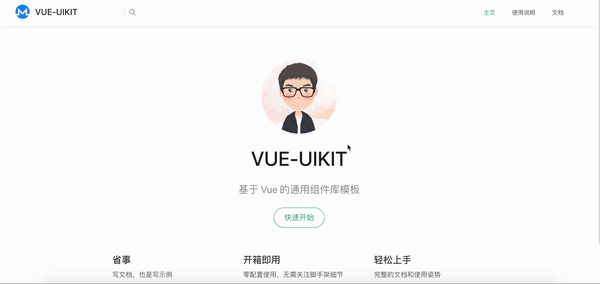 VUE-UIKIT
主页
使用说明
文档
VUE-UIKIT
基于 Vue 的通用组件库模板
快速开始
省事
写文档，也是写示例
开箱即用
零配置使用，无需关注脚手架细节
轻松上手
完整的文档和使用姿势